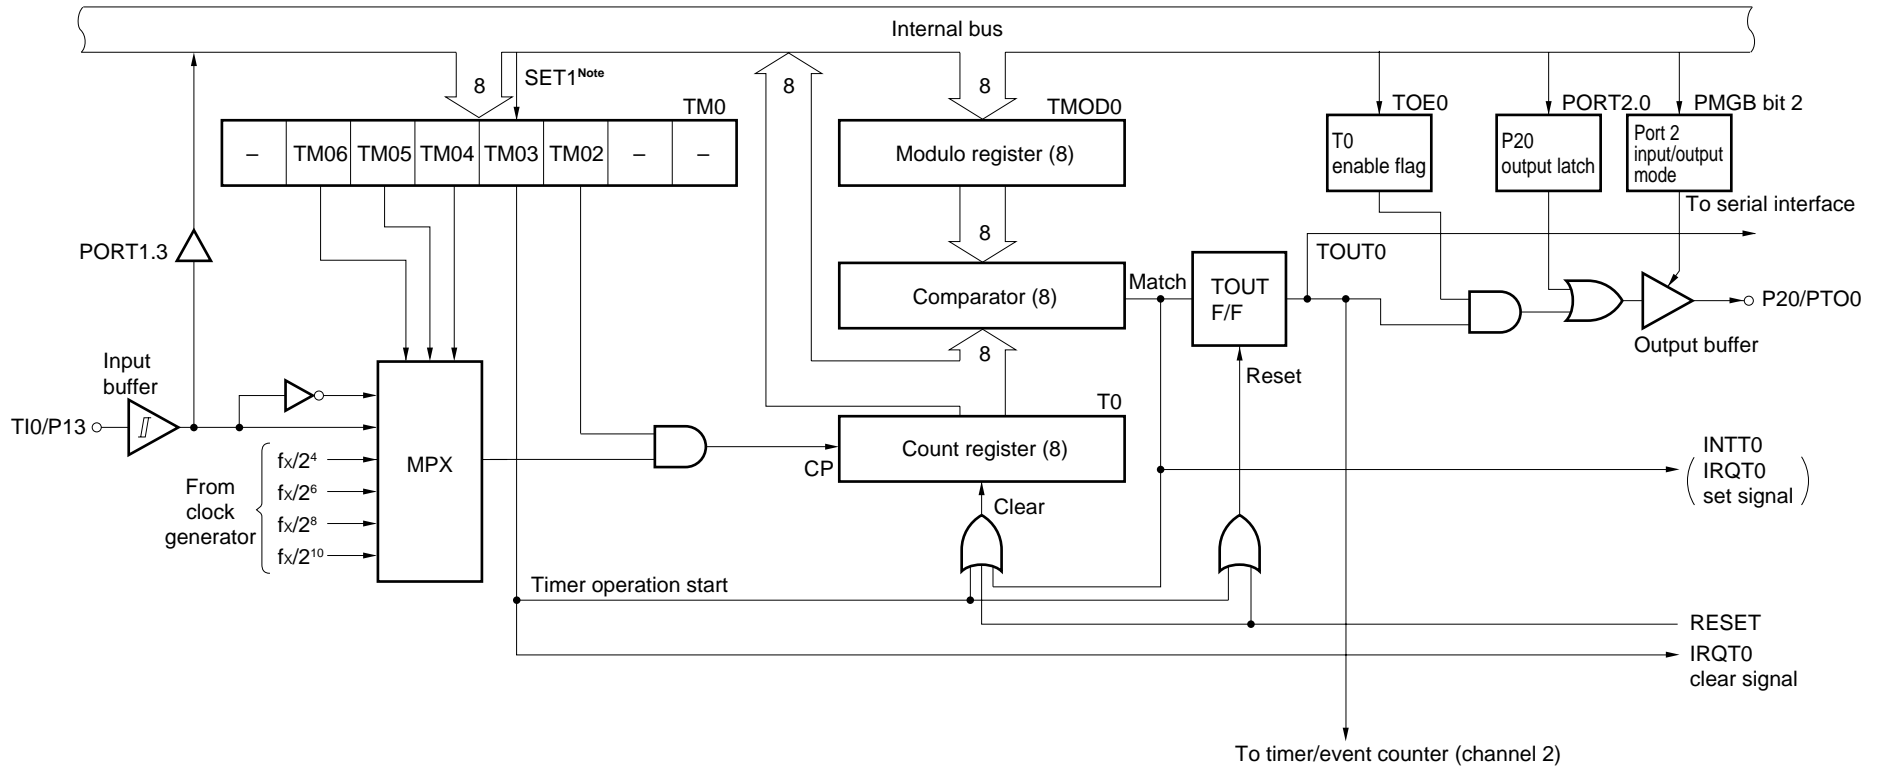 Internal bus
8
SET1Note
8
8
TM0
TMOD0
TOE0
PORT2.0
PMGB bit 2
–
TM06
TM05
TM04
TM03
TM02
–
–
Modulo register (8)
T0
enable flag
P20
output latch
Port 2
input/output
mode
To serial interface
PORT1.3
8
TOUT0
Comparator (8)
Match
TOUT
F/F
P20/PTO0
Output buffer
8
Input
buffer
Reset
TI0/P13
T0
Count register (8)
CP
MPX
fX/2⁴
fX/2⁶
fX/2⁸
fX/2¹⁰
From
clock
generator
INTT0
IRQT0
set signal
Clear
Timer operation start
RESET
IRQT0
clear signal
To timer/event counter (channel 2)